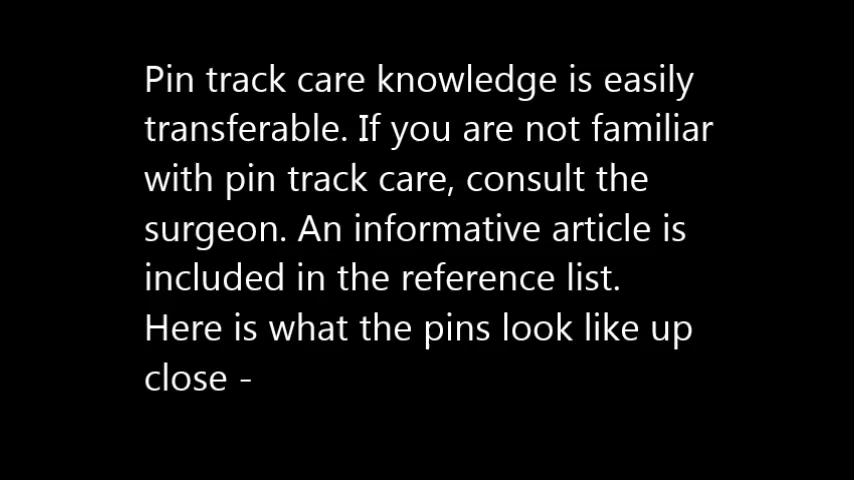 Pin track care knowledge is easily
transferable. If you are not familiar
with pin track care, consult the
surgeon. An informative article is
included in the reference list.
Here is what the pins look like up
close -